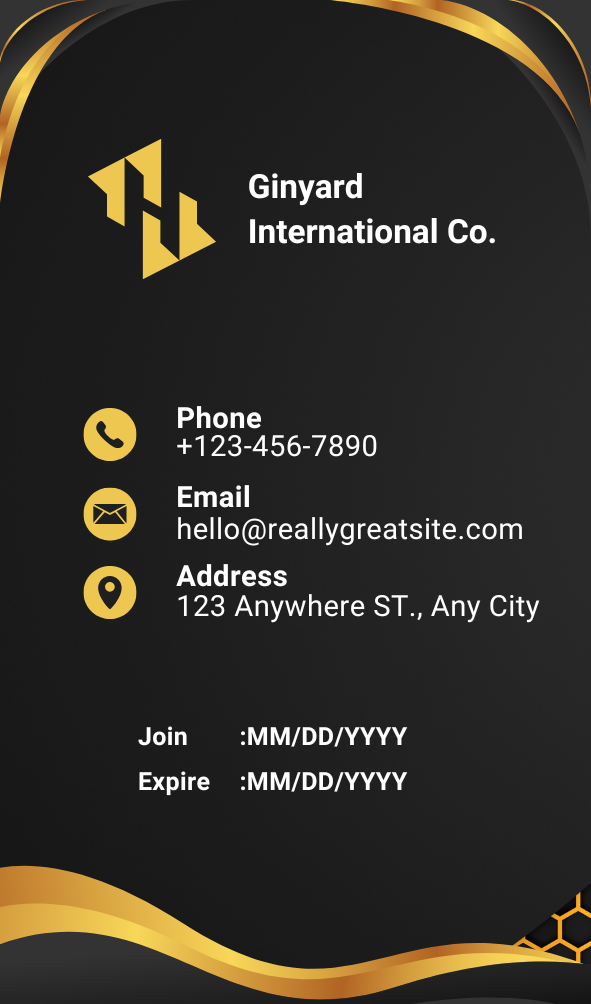 Ginyard
International Co.
Phone
+123-456-7890
Email
hello@reallygreatsite.com
Address
123 Anywhere ST., Any City
Join :MM/DD/YYYY
Expire :MM/DD/YYYY